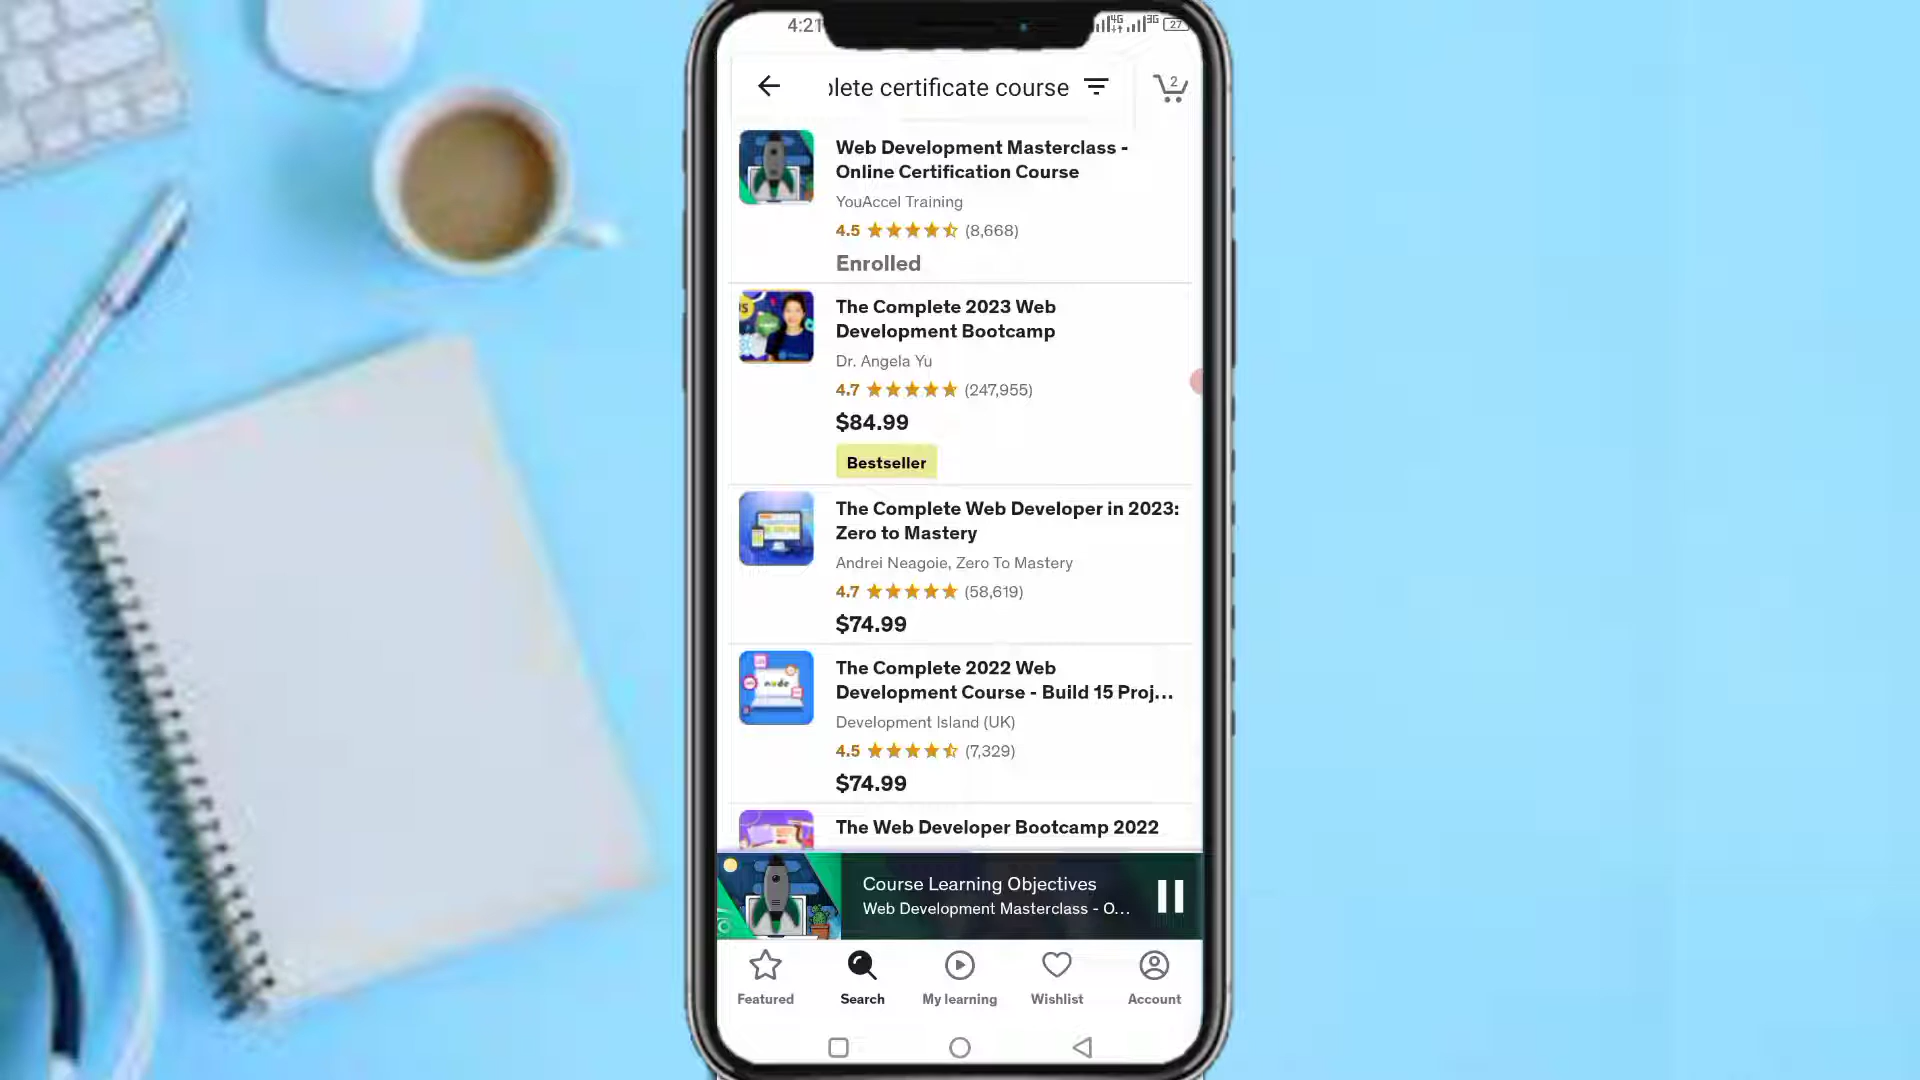 4:21
4G
3G
27
lete certificate course
2
Web Development Masterclass -
Online Certification Course
YouAccel Training
4.5 (8,668)
Enrolled
The Complete 2023 Web
Development Bootcamp
Dr. Angela Yu
4.7 (247,955)
$84.99
Bestseller
The Complete Web Developer in 2023:
Zero to Mastery
Andrei Neagoie, Zero To Mastery
4.7 (58,619)
$74.99
The Complete 2022 Web
Development Course - Build 15 Proj...
Development Island (UK)
4.5 (7,329)
$74.99
The Web Developer Bootcamp 2022
Course Learning Objectives
Web Development Masterclass - O...
Featured
Search
My learning
Wishlist
Account